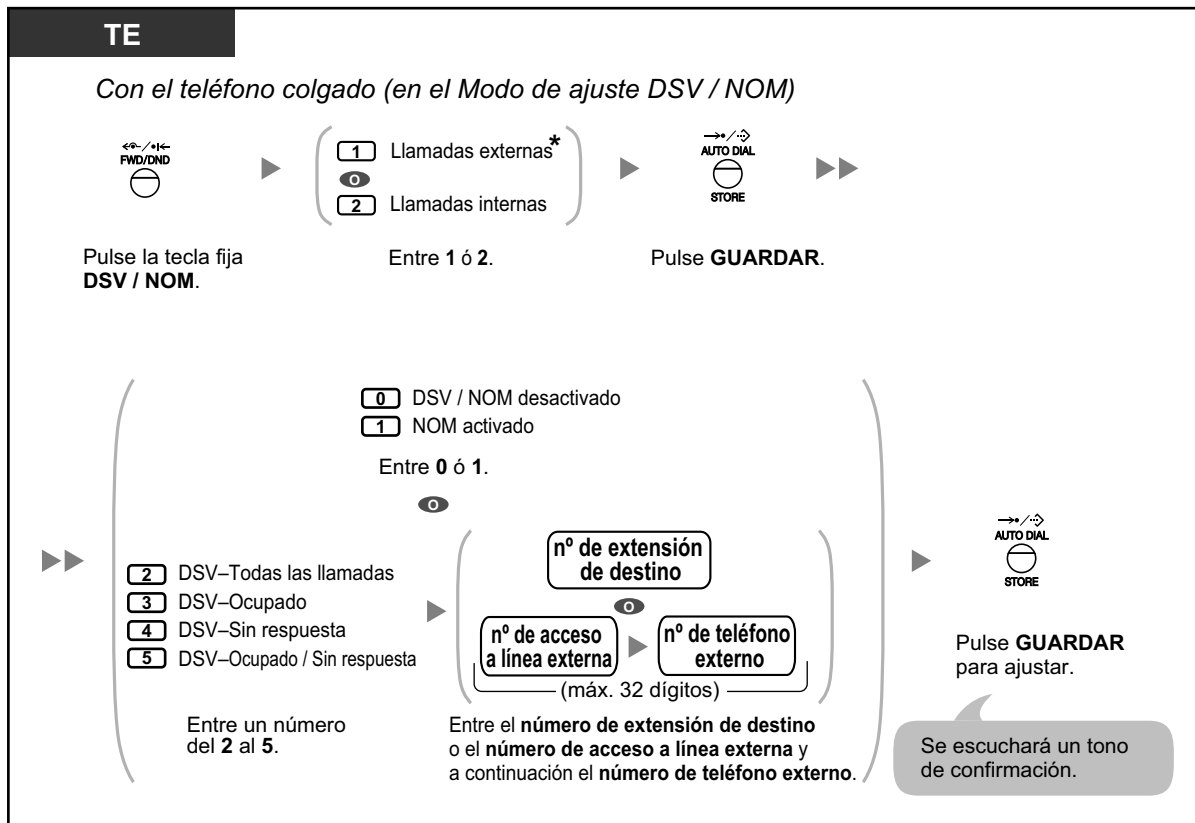 TE
Con el teléfono colgado (en el Modo de ajuste DSV / NOM)
FWD/DND
1 Llamadas externas*
o
2 Llamadas internas
AUTO DIAL
STORE
Pulse la tecla fija
DSV / NOM.
Entre 1 ó 2.
Pulse GUARDAR.
0 DSV / NOM desactivado
1 NOM activado
Entre 0 ó 1.
o
2 DSV–Todas las llamadas
3 DSV–Ocupado
4 DSV–Sin respuesta
5 DSV–Ocupado / Sin respuesta
Entre un número
del 2 al 5.
nº de extensión
de destino
o
nº de acceso
a línea externa
nº de teléfono
externo
(máx. 32 dígitos)
Entre el número de extensión de destino
o el número de acceso a línea externa y
a continuación el número de teléfono externo.
AUTO DIAL
STORE
Pulse GUARDAR
para ajustar.
Se escuchará un tono
de confirmación.